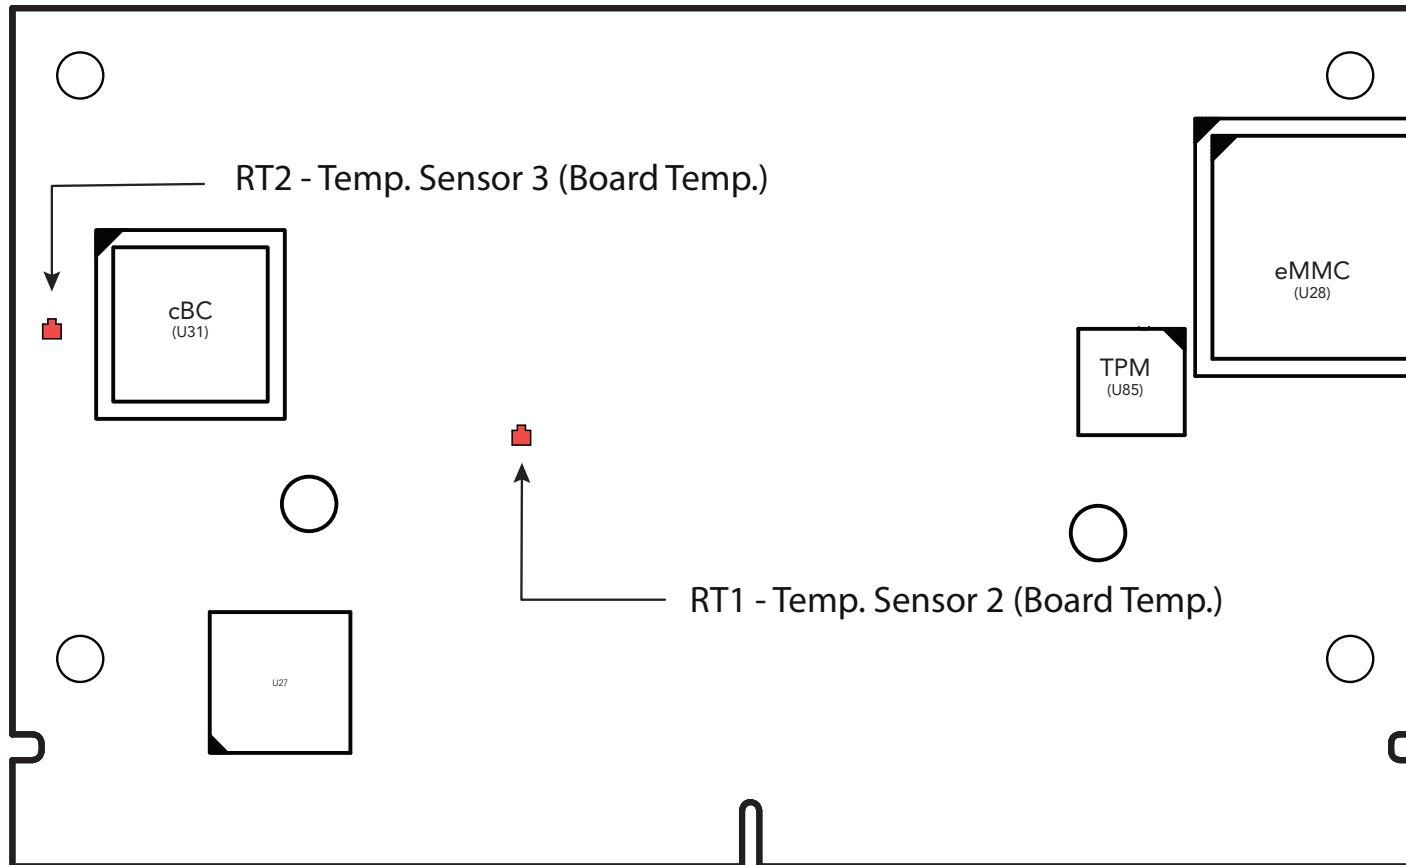 RT2 - Temp. Sensor 3 (Board Temp.)
cBC
(U31)
eMMC
(U28)
TPM
(U85)
RT1 - Temp. Sensor 2 (Board Temp.)
U27